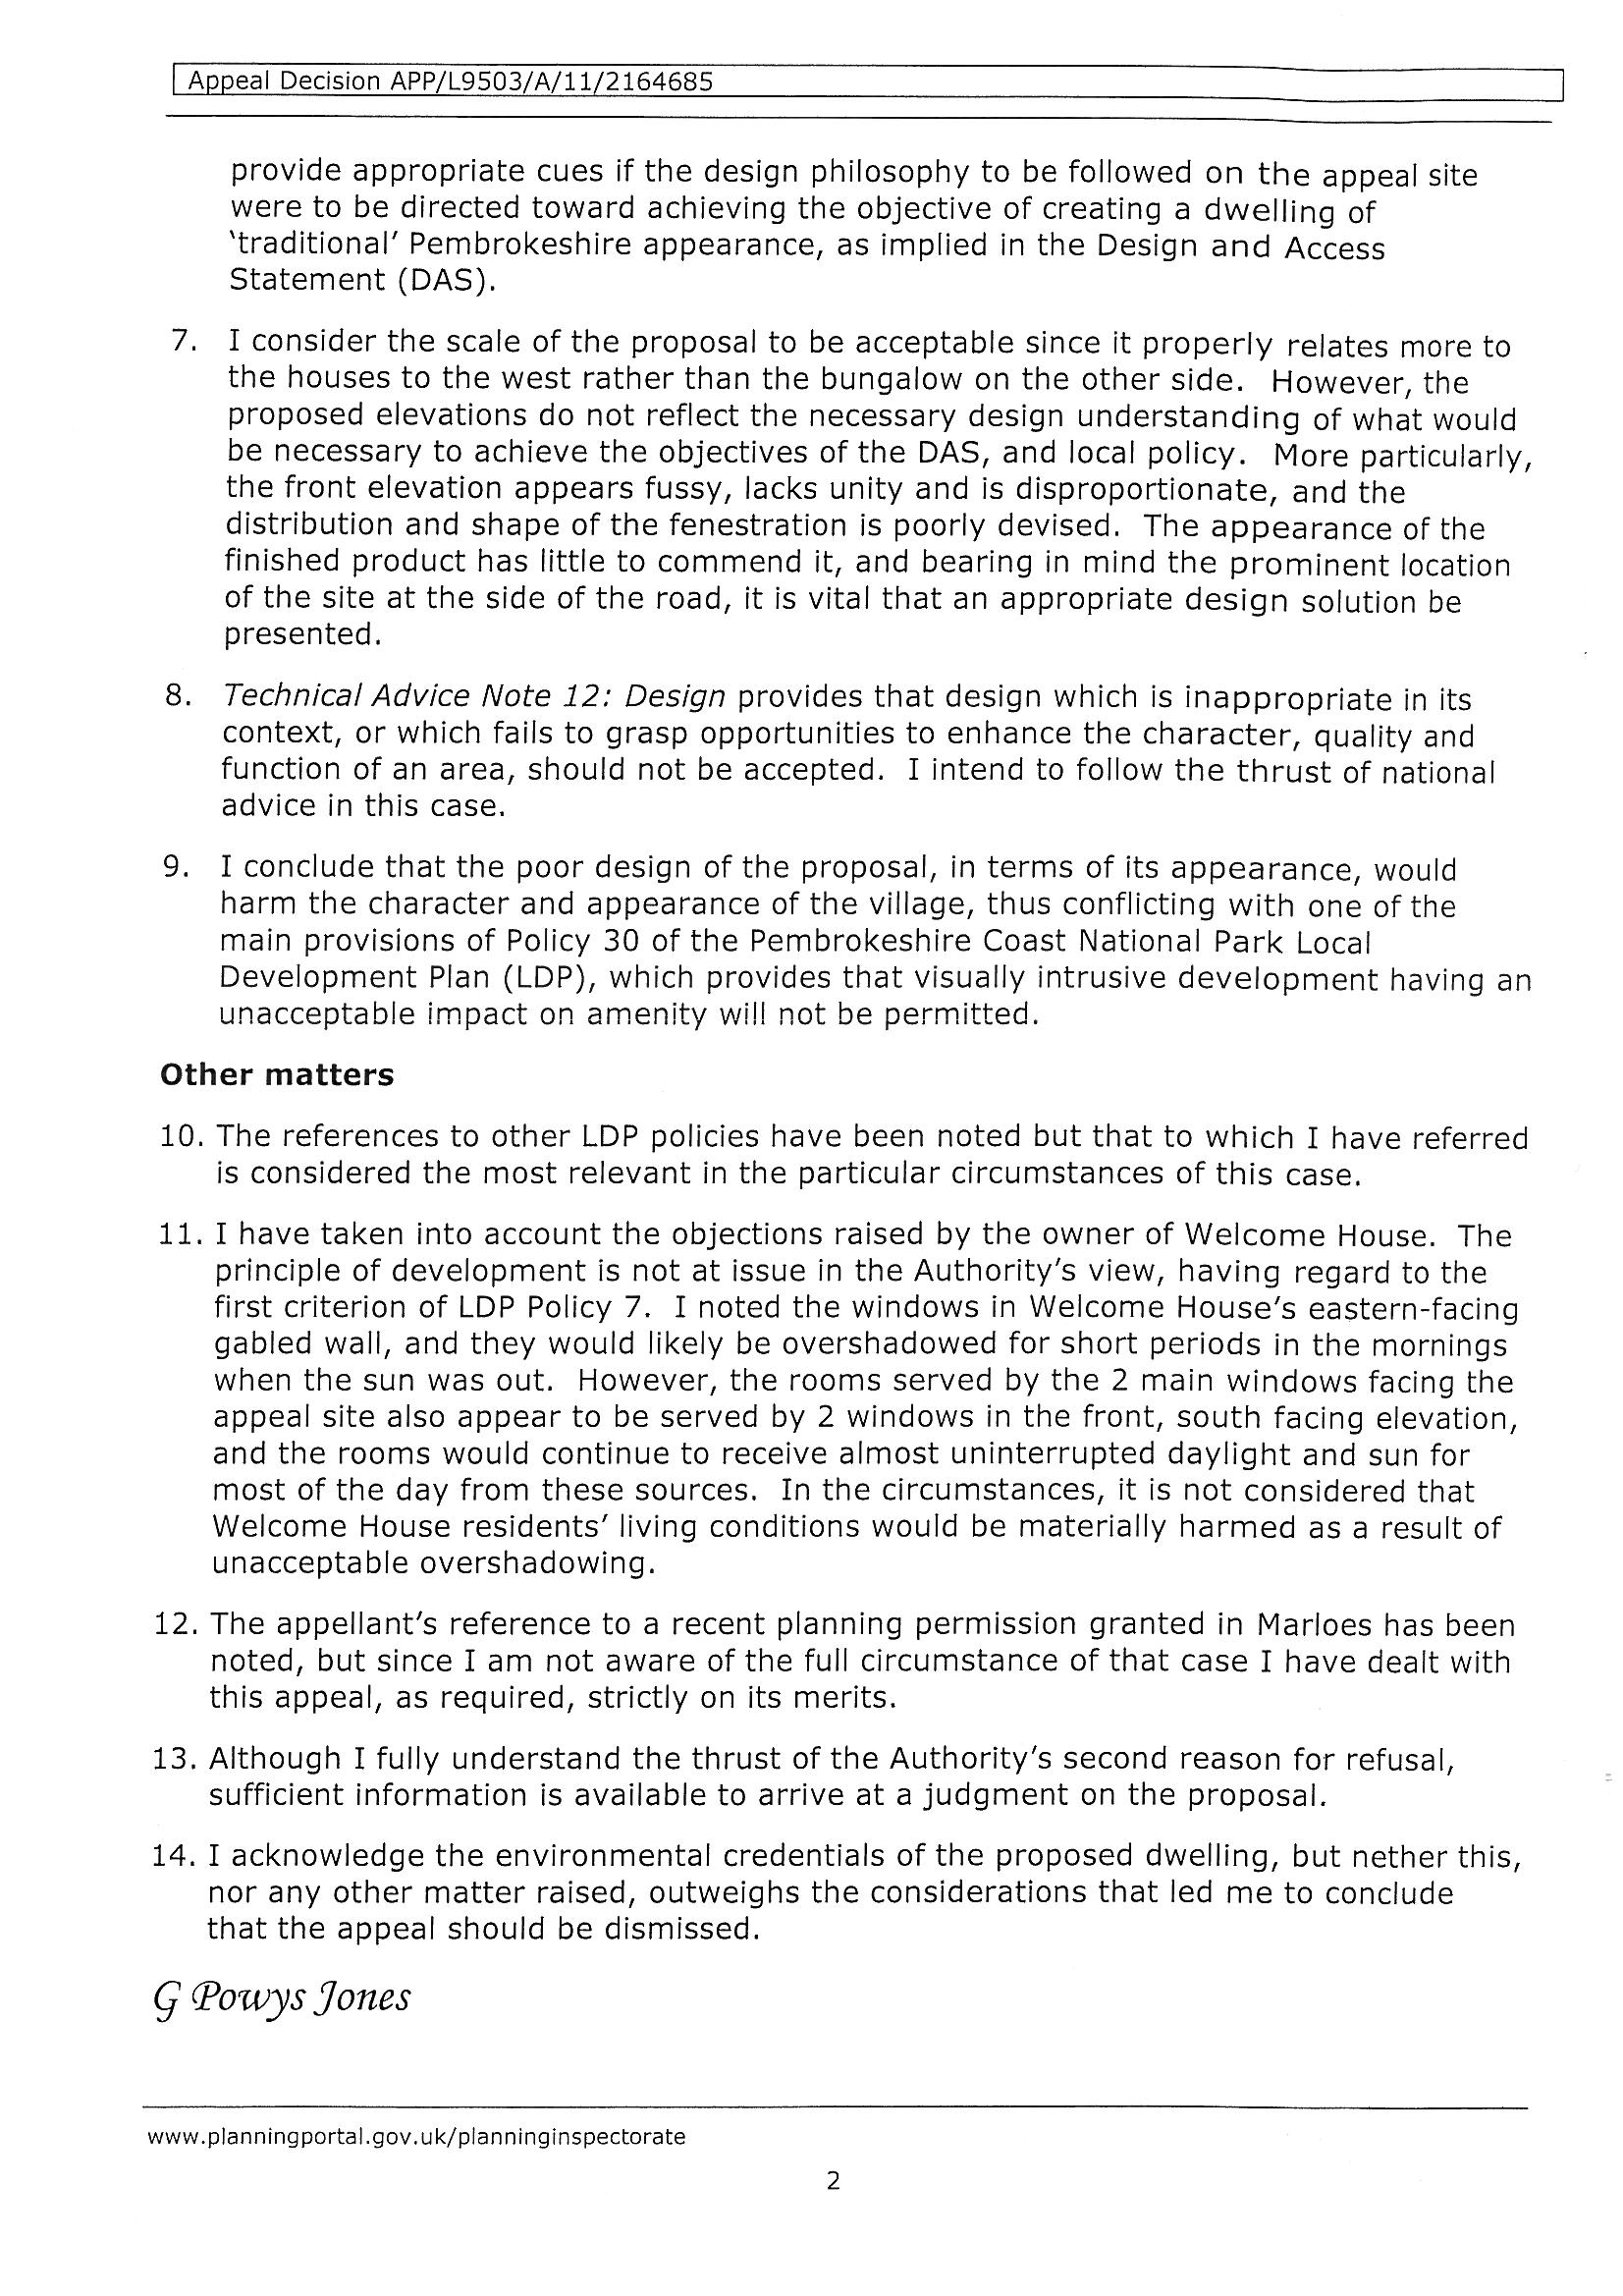 Appeal Decision APP/L9503/A/11/2164685
provide appropriate cues if the design philosophy to be followed on the appeal site
were to be directed toward achieving the objective of creating a dwelling of
‘traditional’ Pembrokeshire appearance, as implied in the Design and Access
Statement (DAS).
7. I consider the scale of the proposal to be acceptable since it properly relates more to
the houses to the west rather than the bungalow on the other side. However, the
proposed elevations do not reflect the necessary design understanding of what would
be necessary to achieve the objectives of the DAS, and local policy. More particularly,
the front elevation appears fussy, lacks unity and is disproportionate, and the
distribution and shape of the fenestration is poorly devised. The appearance of the
finished product has little to commend it, and bearing in mind the prominent location
of the site at the side of the road, it is vital that an appropriate design solution be
presented.
8. Technical Advice Note 12: Design provides that design which is inappropriate in its
context, or which fails to grasp opportunities to enhance the character, quality and
function of an area, should not be accepted. I intend to follow the thrust of national
advice in this case.
9. I conclude that the poor design of the proposal, in terms of its appearance, would
harm the character and appearance of the village, thus conflicting with one of the
main provisions of Policy 30 of the Pembrokeshire Coast National Park Local
Development Plan (LDP), which provides that visually intrusive development having an
unacceptable impact on amenity will not be permitted.
Other matters
10. The references to other LDP policies have been noted but that to which I have referred
is considered the most relevant in the particular circumstances of this case.
11. I have taken into account the objections raised by the owner of Welcome House. The
principle of development is not at issue in the Authority’s view, having regard to the
first criterion of LDP Policy 7. I noted the windows in Welcome House’s eastern-facing
gabled wall, and they would likely be overshadowed for short periods in the mornings
when the sun was out. However, the rooms served by the 2 main windows facing the
appeal site also appear to be served by 2 windows in the front, south facing elevation,
and the rooms would continue to receive almost uninterrupted daylight and sun for
most of the day from these sources. In the circumstances, it is not considered that
Welcome House residents’ living conditions would be materially harmed as a result of
unacceptable overshadowing.
12. The appellant’s reference to a recent planning permission granted in Marloes has been
noted, but since I am not aware of the full circumstance of that case I have dealt with
this appeal, as required, strictly on its merits.
13. Although I fully understand the thrust of the Authority’s second reason for refusal,
sufficient information is available to arrive at a judgment on the proposal.
14. I acknowledge the environmental credentials of the proposed dwelling, but nether this,
nor any other matter raised, outweighs the considerations that led me to conclude
that the appeal should be dismissed.
G Powys Jones
www.planningportal.gov.uk/planninginspectorate
2